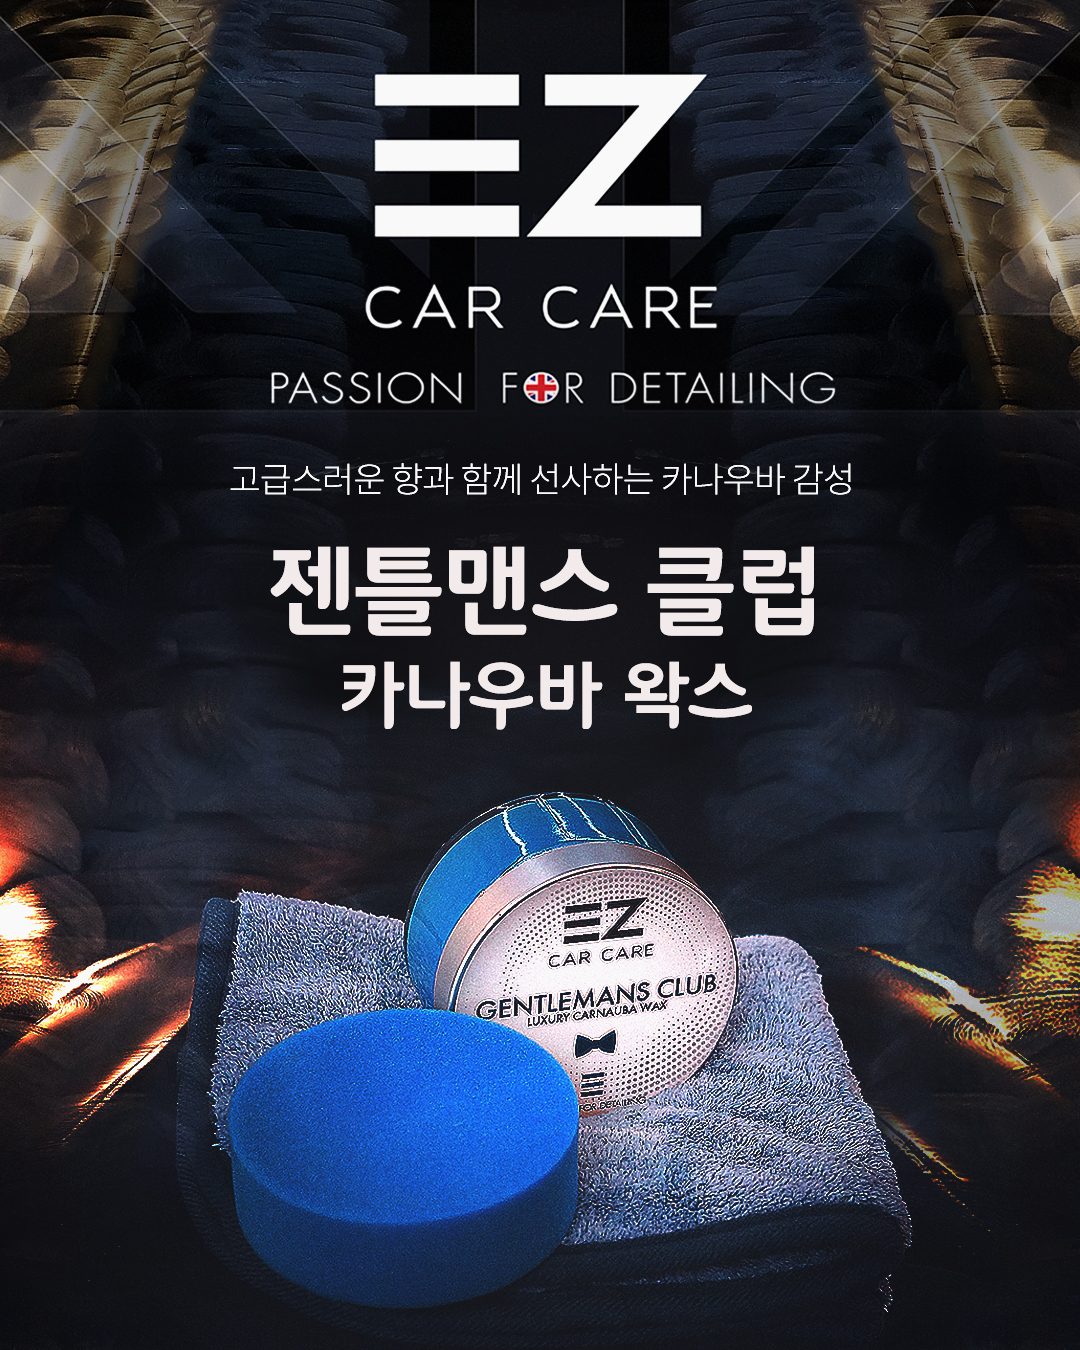 EZ
CAR CARE
PASSION FOR DETAILING
고급스러운 향과 함께 선사하는 카나우바 감성
젠틀맨스 클럽
카나우바 왁스
EZ
CAR CARE
GENTLEMANS CLUB
LUXURY CARNAUBA WAX
FOR DETAILING